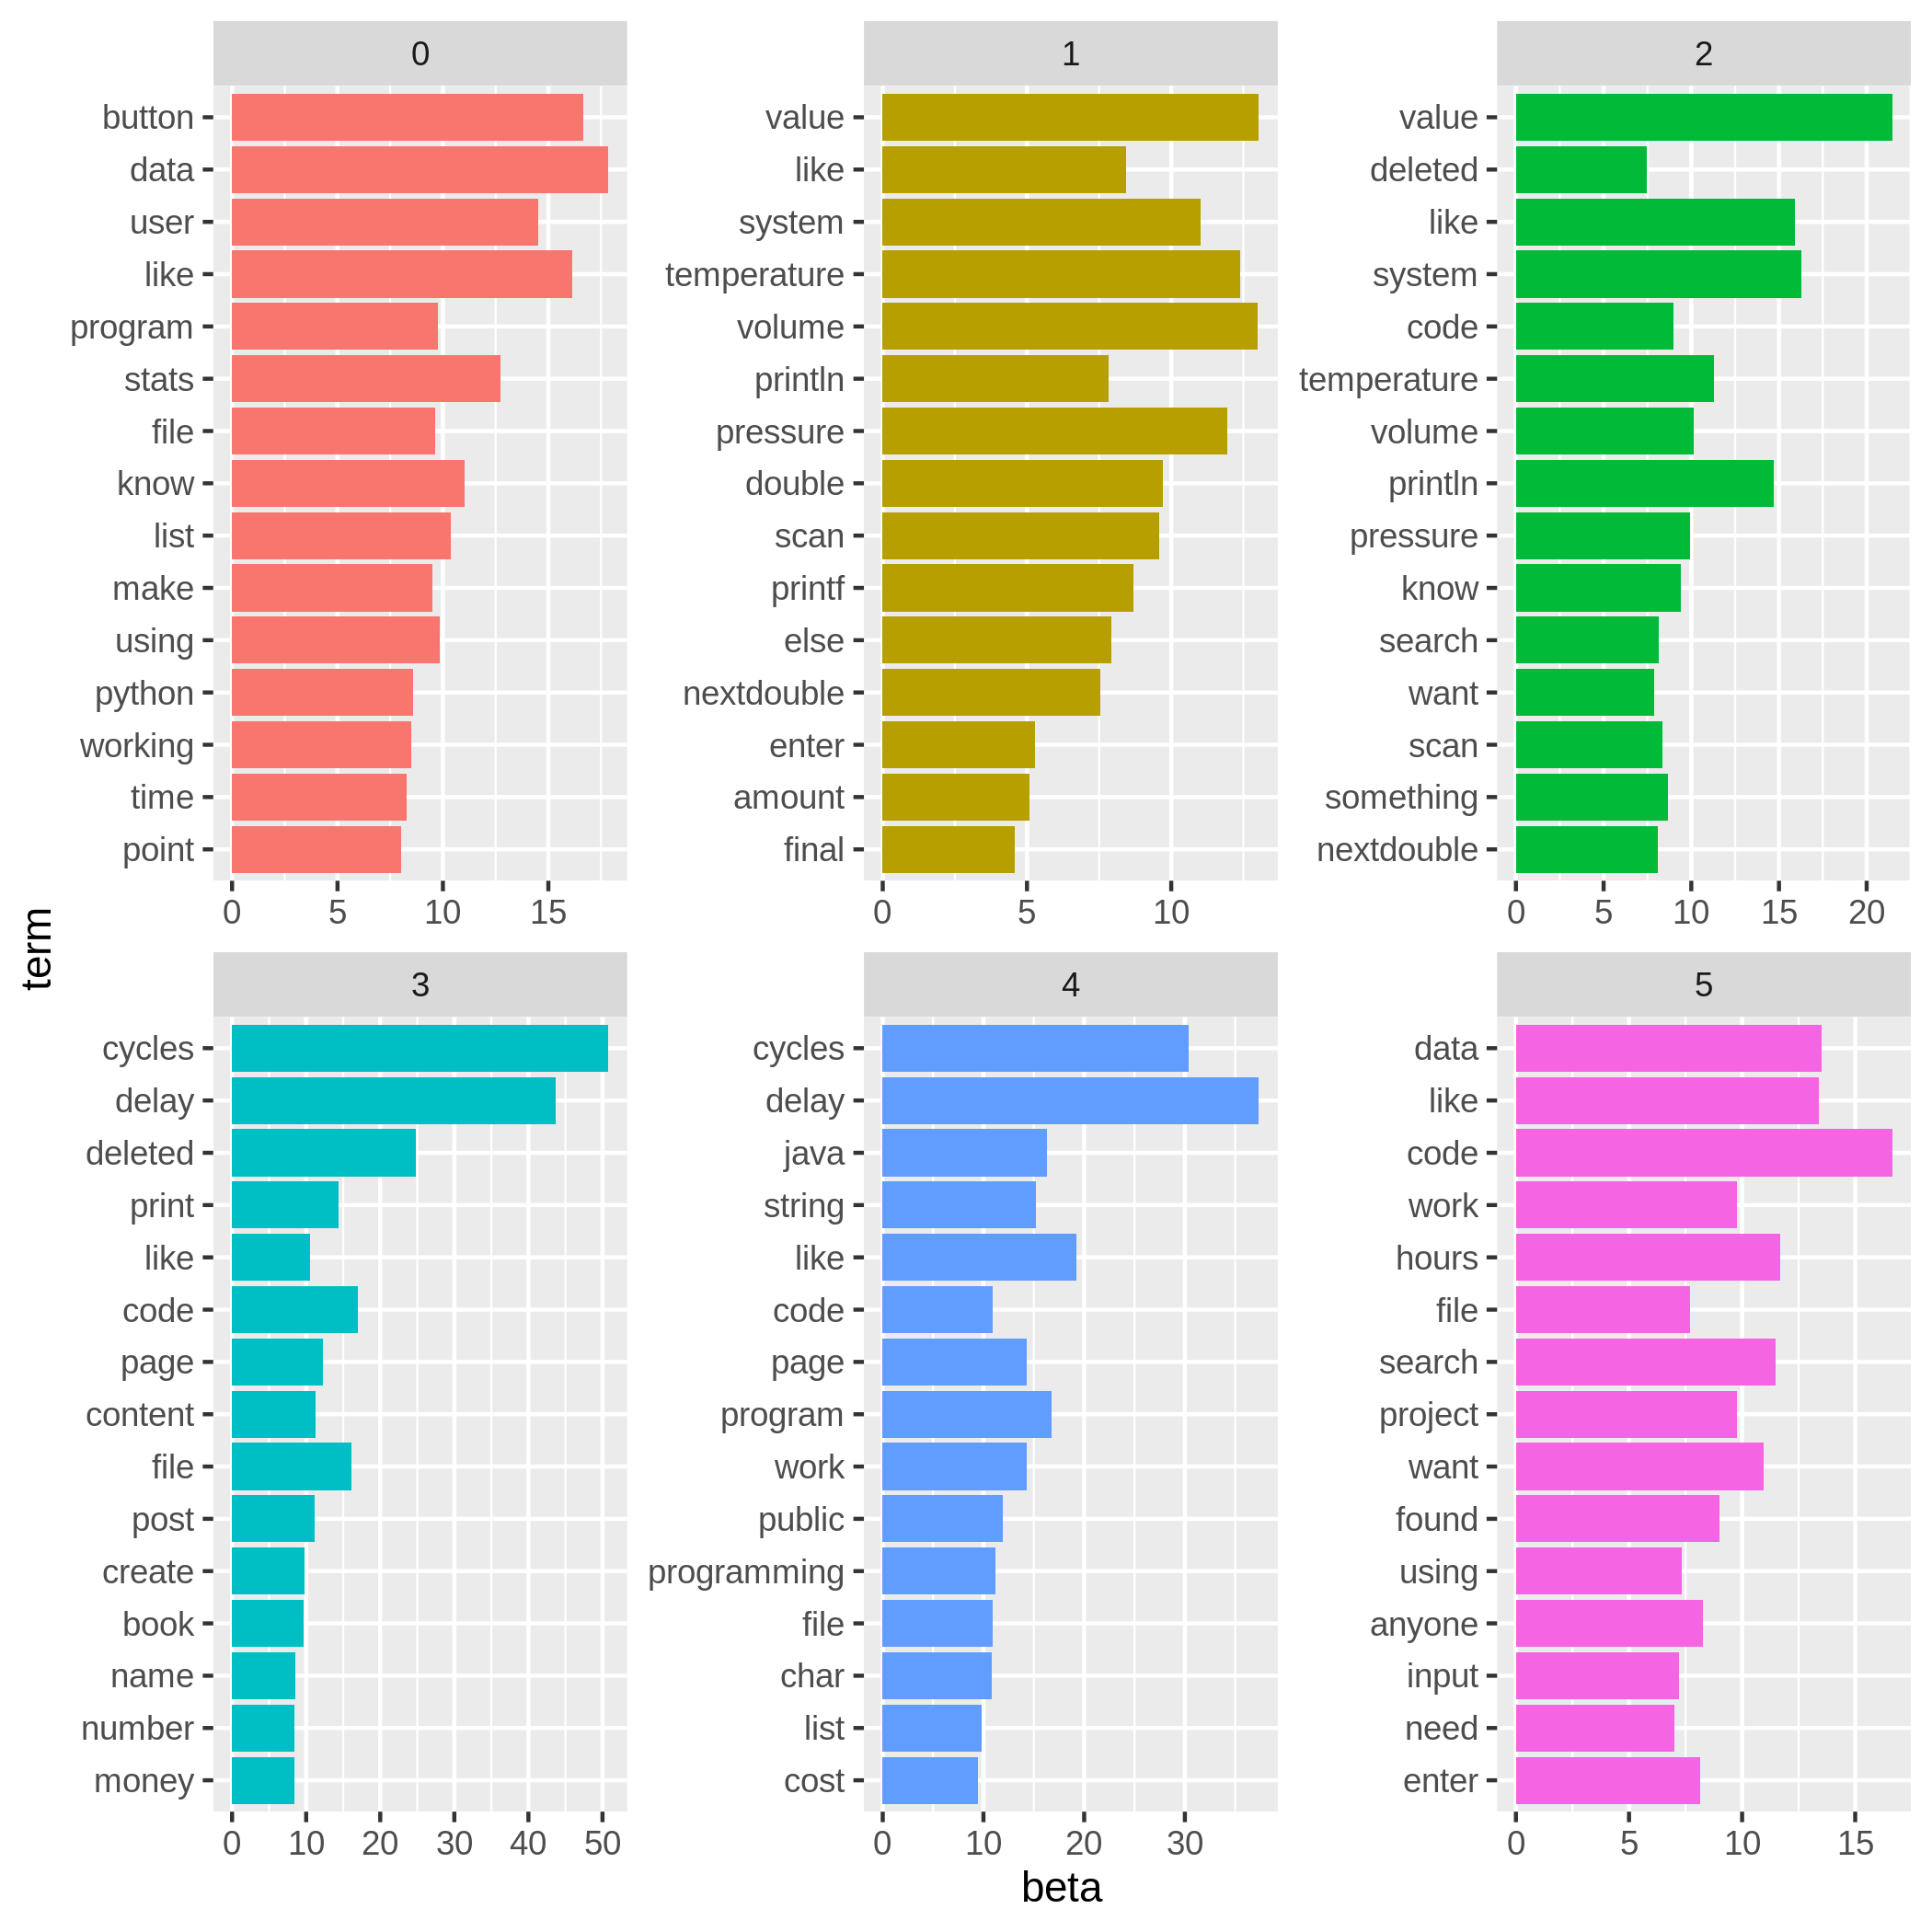 0
button
data
user
like
program
stats
file
know
list
make
using
python
working
time
point
0 5 10 15
1
value
like
system
temperature
volume
println
pressure
double
scan
printf
else
nextdouble
enter
amount
final
0 5 10
2
value
deleted
like
system
code
temperature
volume
println
pressure
know
search
want
scan
something
nextdouble
0 5 10 15 20
term
3
cycles
delay
deleted
print
like
code
page
content
file
post
create
book
name
number
money
0 10 20 30 40 50
4
cycles
delay
java
string
like
code
page
program
work
public
programming
file
char
list
cost
0 10 20 30
5
data
like
code
work
hours
file
search
project
want
found
using
anyone
input
need
enter
0 5 10 15
beta